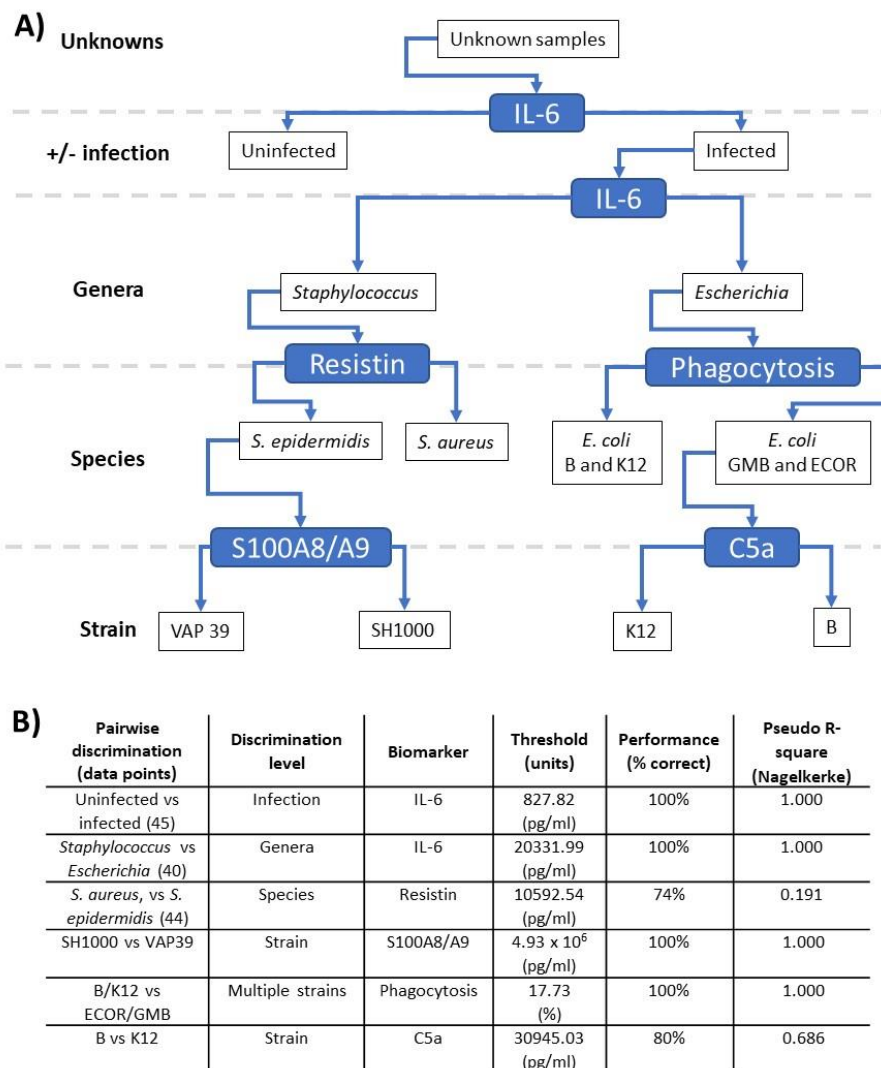 A)
Unknowns
Unknown samples
IL-6
+/- infection
Uninfected
Infected
IL-6
Genera
Staphylococcus
Escherichia
Resistin
Phagocytosis
Species
S. epidermidis
S. aureus
E. coli
B and K12
E. coli
GMB and ECOR
S100A8/A9
C5a
Strain
VAP 39
SH1000
K12
B
B)
Pairwise
discrimination
(data points)
Discrimination
level
Biomarker
Threshold
(units)
Performance
(% correct)
Pseudo R-
square
(Nagelkerke)
Uninfected vs
infected (45)
Infection
IL-6
827.82
(pg/ml)
100%
1.000
Staphylococcus vs
Escherichia (40)
Genera
IL-6
20331.99
(pg/ml)
100%
1.000
S. aureus, vs S.
epidermidis (44)
Species
Resistin
10592.54
(pg/ml)
74%
0.191
SH1000 vs VAP39
Strain
S100A8/A9
4.93 x 10⁶
(pg/ml)
100%
1.000
B/K12 vs
ECOR/GMB
Multiple strains
Phagocytosis
17.73
(%)
100%
1.000
B vs K12
Strain
C5a
30945.03
(pg/ml)
80%
0.686